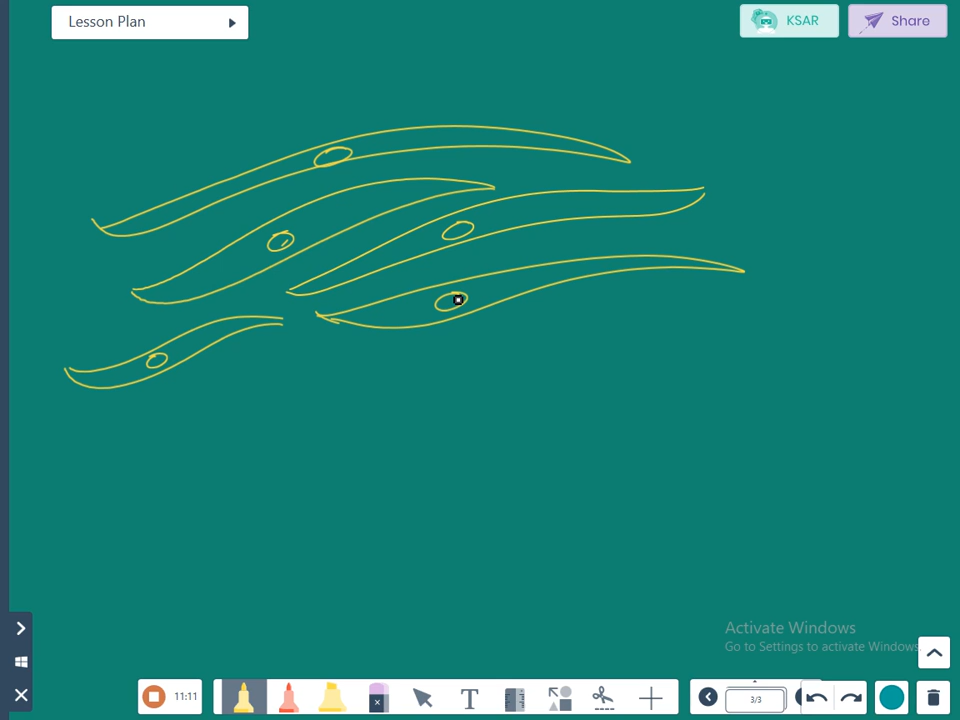 Lesson Plan
KSAR
Share
Activate Windows
Go to Settings to activate Windows.
11:11
T
3/3